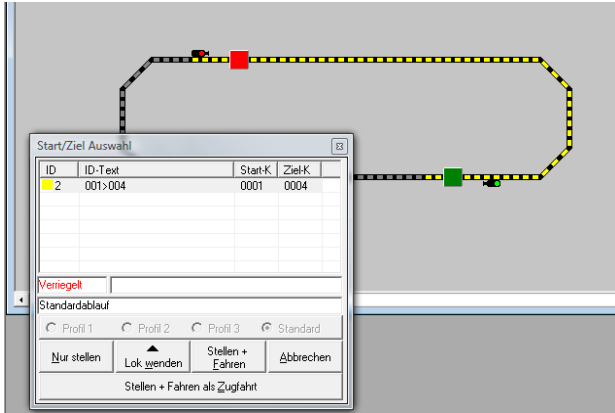 Start/Ziel Auswahl
ID ID-Text Start-K Ziel-K
2 001>004 0001 0004
Verriegelt
Standardablauf
Profil 1 Profil 2 Profil 3 Standard
Nur stellen Lok wenden Stellen + Fahren Abbrechen
Stellen + Fahren als Zugfahrt